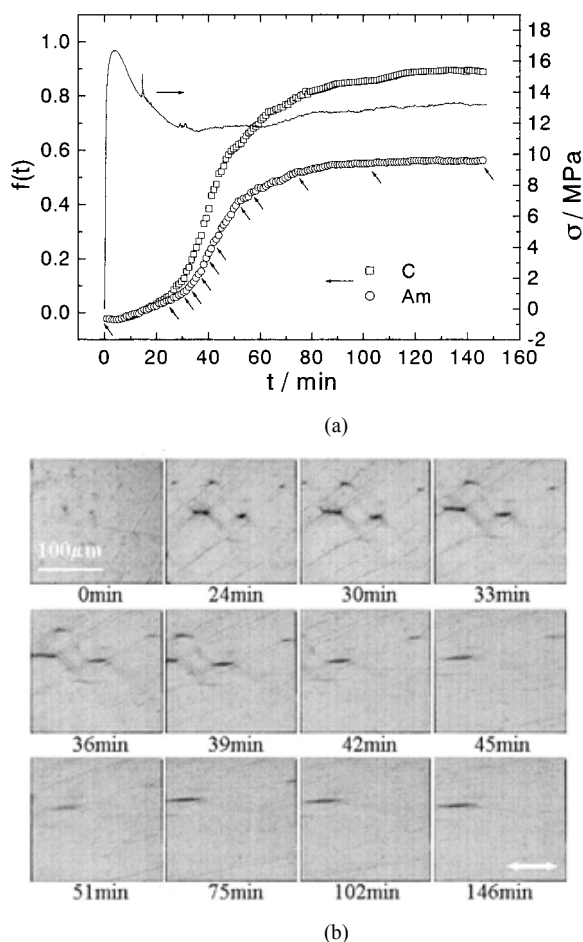 1.0
0.8
0.6
0.4
0.2
0.0
f(t)
18
16
14
12
10
8
6
4
2
0
-2
σ / MPa
C
Am
0 20 40 60 80 100 120 140 160
t / min
(a)
100μm
0min 24min 30min 33min
36min 39min 42min 45min
51min 75min 102min 146min
(b)